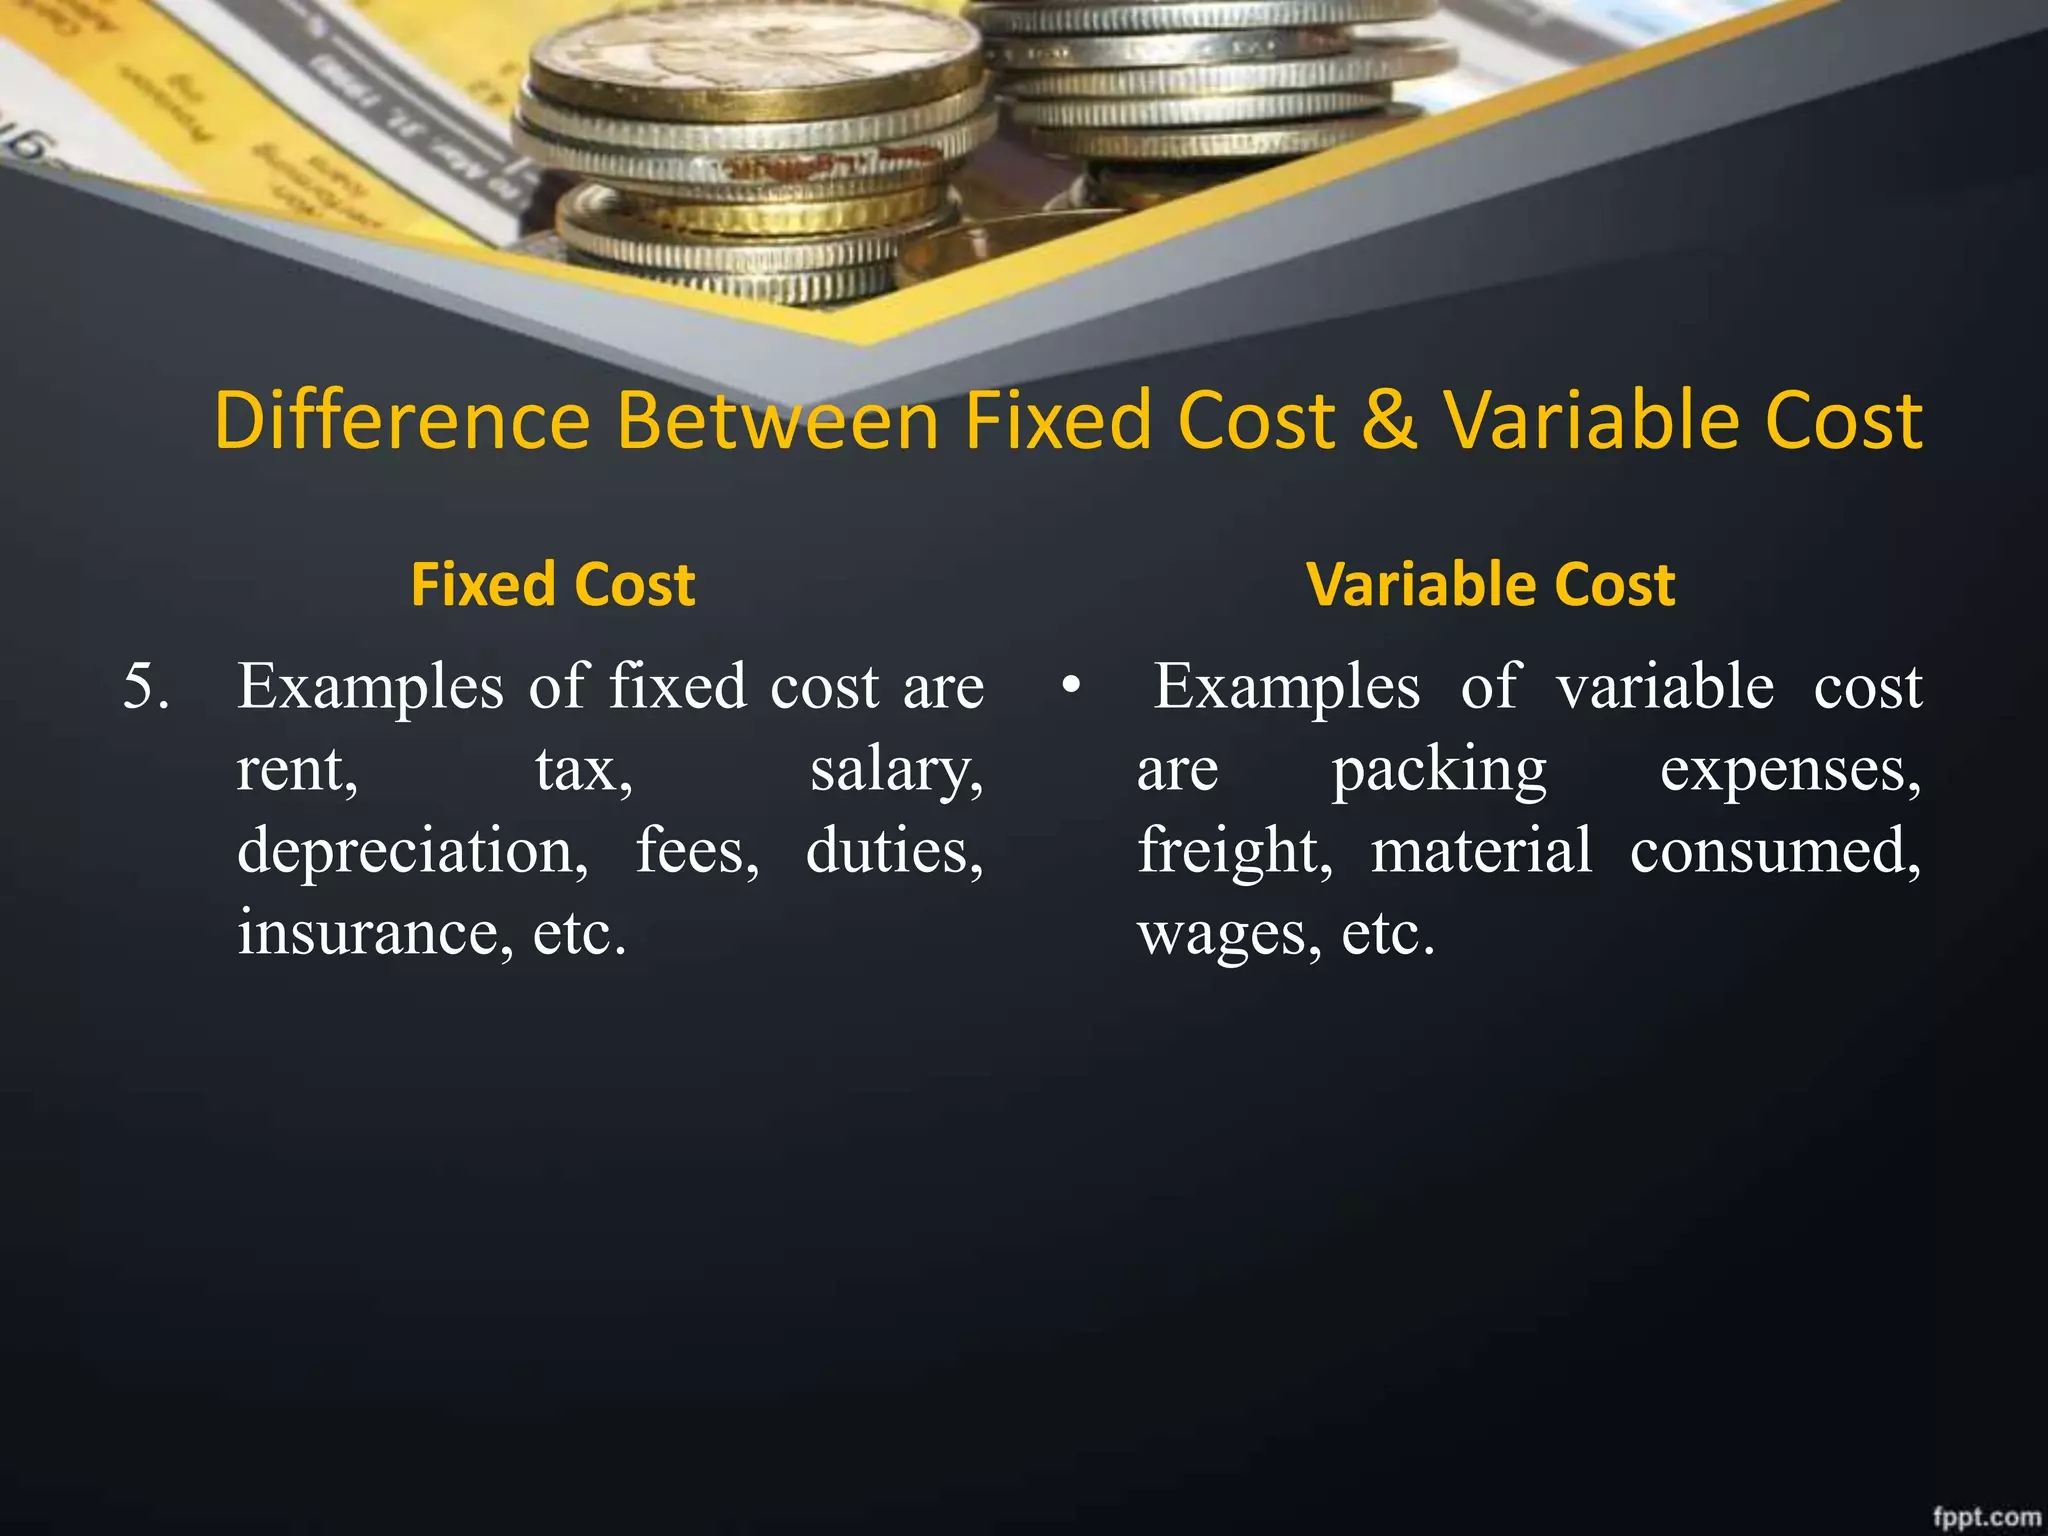 Difference Between Fixed Cost & Variable Cost
Fixed Cost
5. Examples of fixed cost are
rent, tax, salary,
depreciation, fees, duties,
insurance, etc.
Variable Cost
• Examples of variable cost
are packing expenses,
freight, material consumed,
wages, etc.
fppt.com